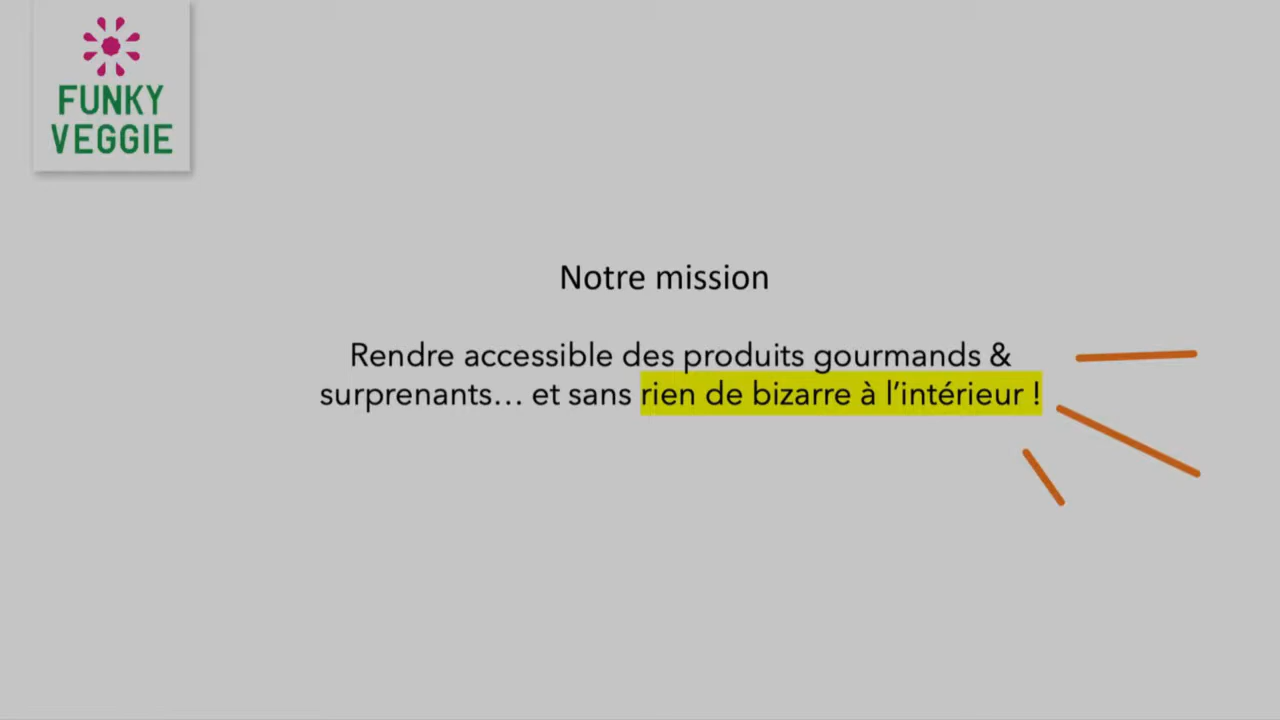 FUNKY
VEGGIE
Notre mission
Rendre accessible des produits gourmands &
surprenants… et sans rien de bizarre à l’intérieur !